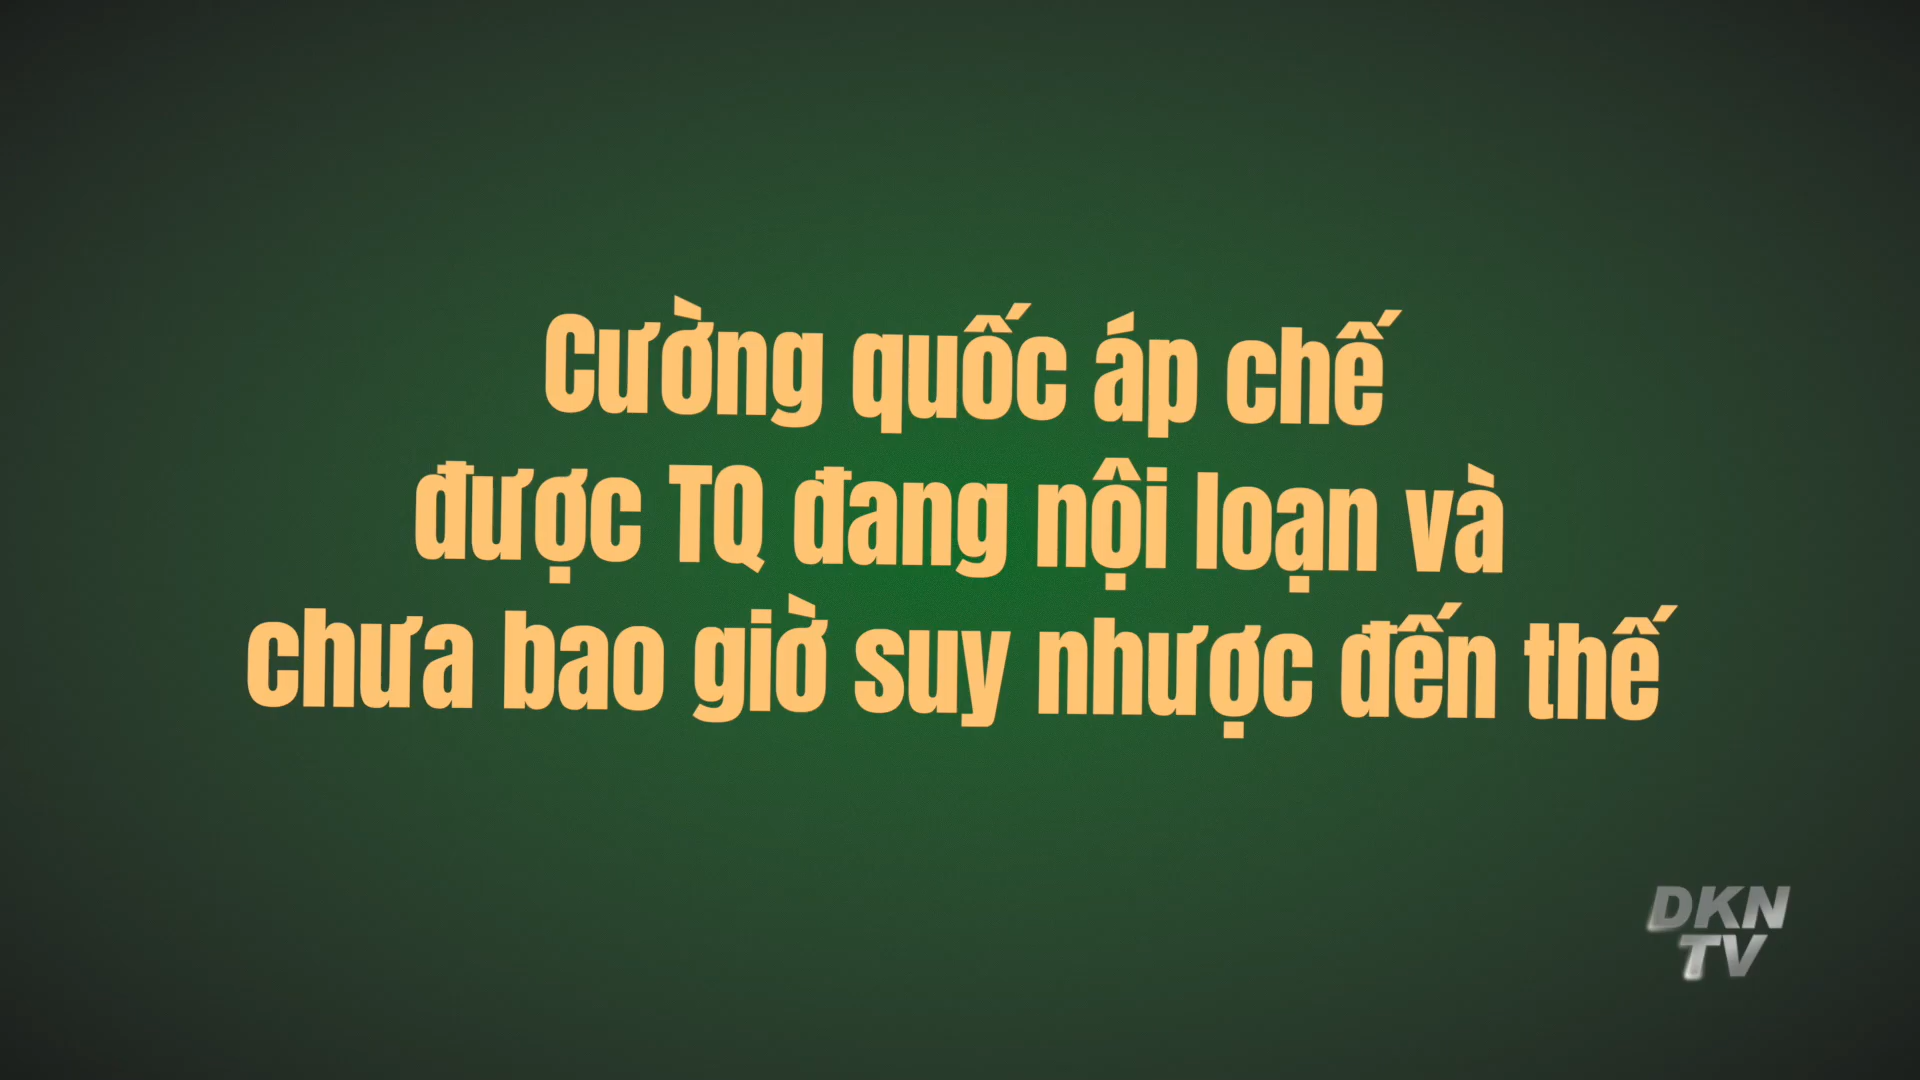 Cường quốc áp chế
được TQ đang nội loạn và
chưa bao giờ suy nhược đến thế
DKN
TV